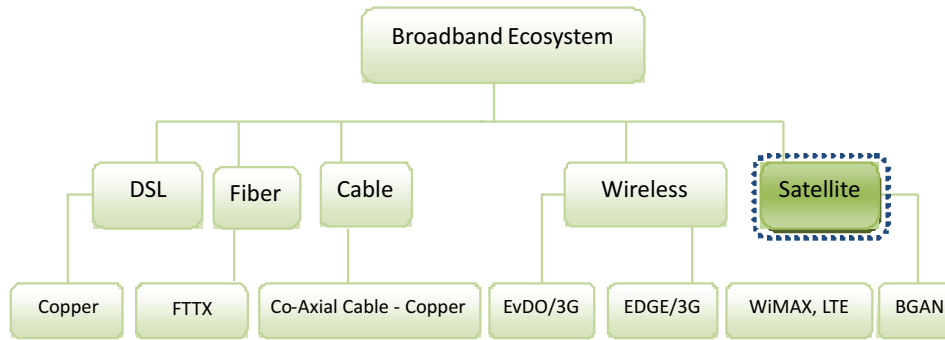 Broadband Ecosystem
DSL
Fiber
Cable
Wireless
Satellite
Copper
FTTX
Co-Axial Cable - Copper
EvDO/3G
EDGE/3G
WiMAX, LTE
BGAN